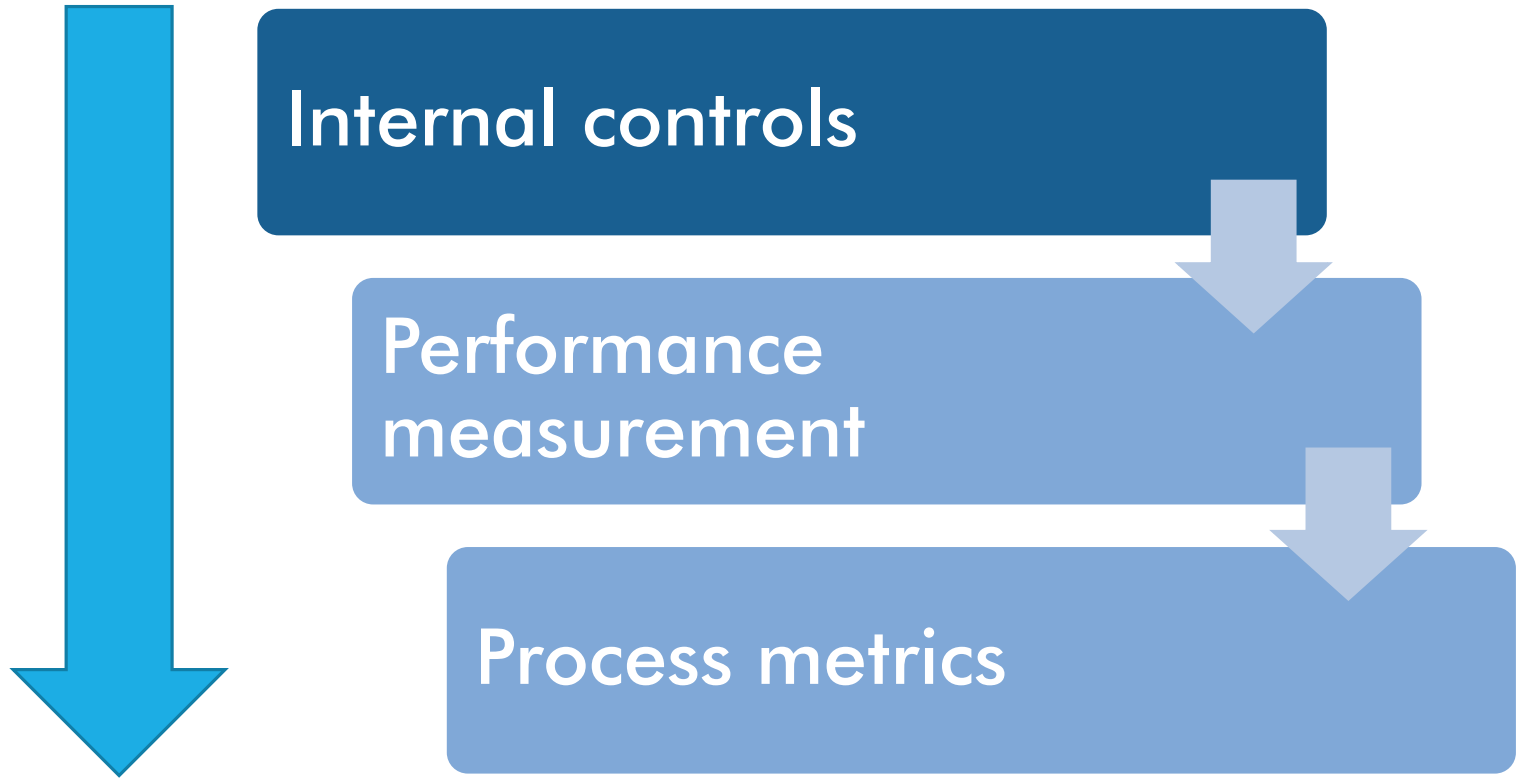 Internal controls
Performance
measurement
Process metrics